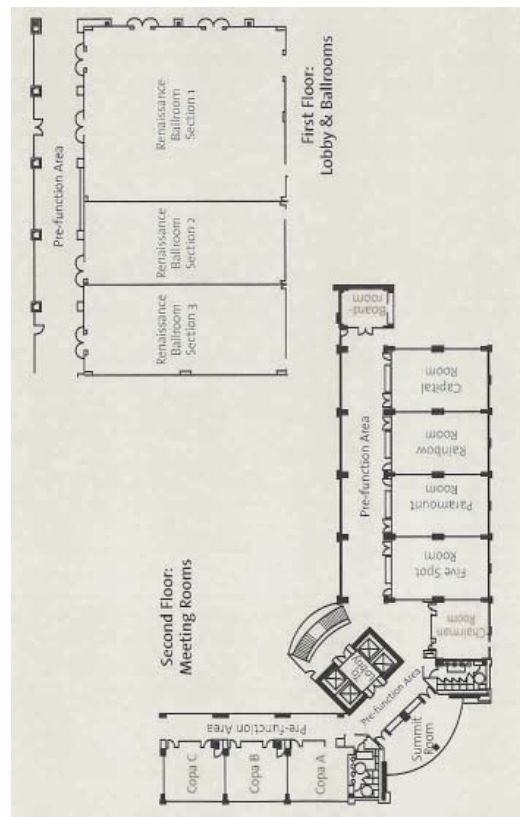 First Floor:
Lobby & Ballrooms
Pre-function Area
Renaissance
Ballroom
Section 1
Renaissance
Ballroom
Section 2
Renaissance
Ballroom
Section 3
Second Floor:
Meeting Rooms
Board-
room
Pre-function Area
Capital
Room
Rainbow
Room
Paramount
Room
Five Spot
Room
Chairman
Room
Lobby
Pre-function Area
Summit
Room
Pre-function Area
Copa C
Copa B
Copa A